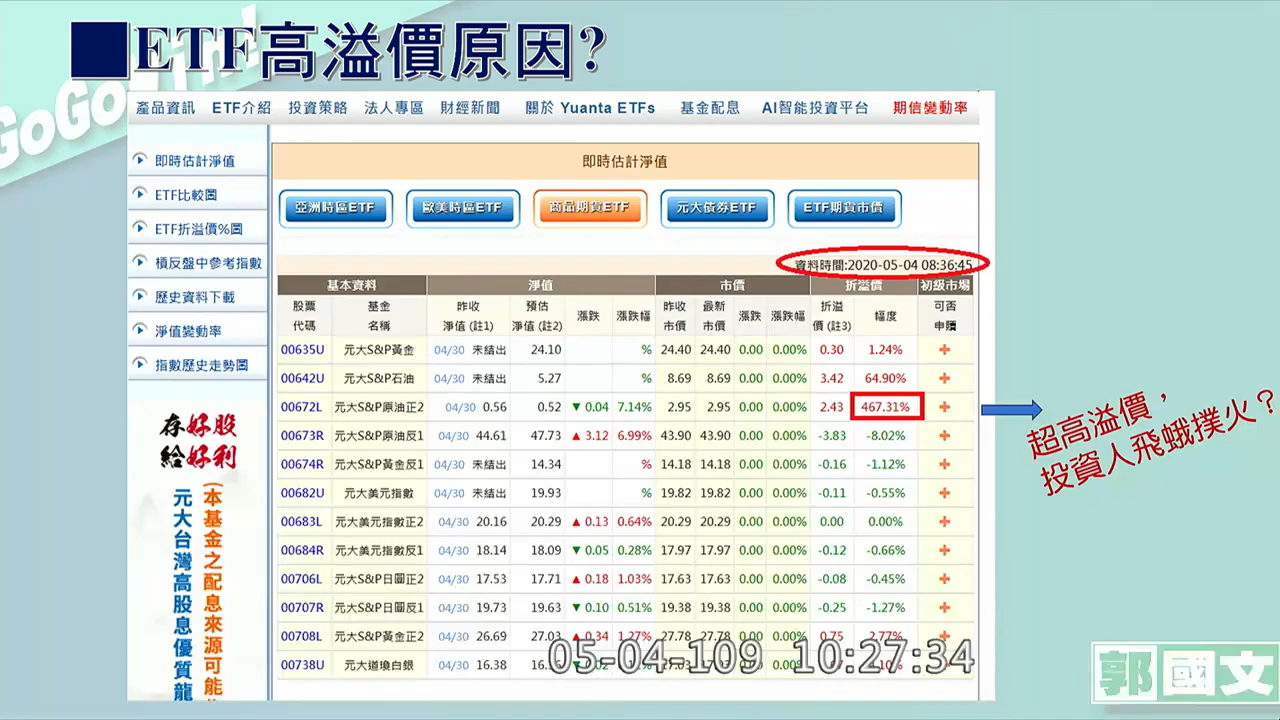 ETF高溢價原因?
GoGo
產品資訊 ETF介紹 投資策略 法人專區 財經新聞 關於 Yuanta ETFs 基金配息 AI智能投資平台 期信變動率
即時估計淨值
ETF比較圖
ETF折溢價%圖
槓反盤中參考指數
歷史資料下載
淨值變動率
指數歷史走勢圖
存好股
給好利
(本基金之配息來源可能
元大台灣高股息優質龍
即時估計淨值
亞洲時區ETF 歐美時區ETF 商品期貨ETF 元大債券ETF ETF期貨市價
資料時間:2020-05-04 08:36:45
基本資料 淨值 市價 折溢價 初級市場
股票代碼 基金名稱 昨收淨值 (註1) 預估淨值 (註2) 漲跌 漲跌幅 昨收市價 最新市價 漲跌 漲跌幅 折溢價 (註3) 幅度 可否申贖
00635U 元大S&P黃金 04/30 未結出 24.10 % 24.40 24.40 0.00 0.00% 0.30 1.24%
00642U 元大S&P石油 04/30 未結出 5.27 % 8.69 8.69 0.00 0.00% 3.42 64.90%
00672L 元大S&P原油正2 04/30 0.56 0.52 ▼ 0.04 7.14% 2.95 2.95 0.00 0.00% 2.43 467.31%
00673R 元大S&P原油反1 04/30 44.61 47.73 ▲ 3.12 6.99% 43.90 43.90 0.00 0.00% -3.83 -8.02%
00674R 元大S&P黃金反1 04/30 未結出 14.34 % 14.18 14.18 0.00 0.00% -0.16 -1.12%
00682U 元大美元指數 04/30 未結出 19.93 % 19.82 19.82 0.00 0.00% -0.11 -0.55%
00683L 元大美元指數正2 04/30 20.16 20.29 ▲ 0.13 0.64% 20.29 20.29 0.00 0.00% 0.00 0.00%
00684R 元大美元指數反1 04/30 18.14 18.09 ▼ 0.05 0.28% 17.97 17.97 0.00 0.00% -0.12 -0.66%
00706L 元大S&P日圓正2 04/30 17.53 17.71 ▲ 0.18 1.03% 17.63 17.63 0.00 0.00% -0.08 -0.45%
00707R 元大S&P日圓反1 04/30 19.73 19.63 ▼ 0.10 0.51% 19.38 19.38 0.00 0.00% -0.25 -1.27%
00708L 元大S&P黃金正2 04/30 26.69 27.03 ▲ 0.34 1.27% 27.78 27.78 0.00 0.00% 0.75 2.77%
00738U 元大道瓊白銀 04/30 16.38
超高溢價，
投資人飛蛾撲火？
05-04-109 10:27:34
郭國文